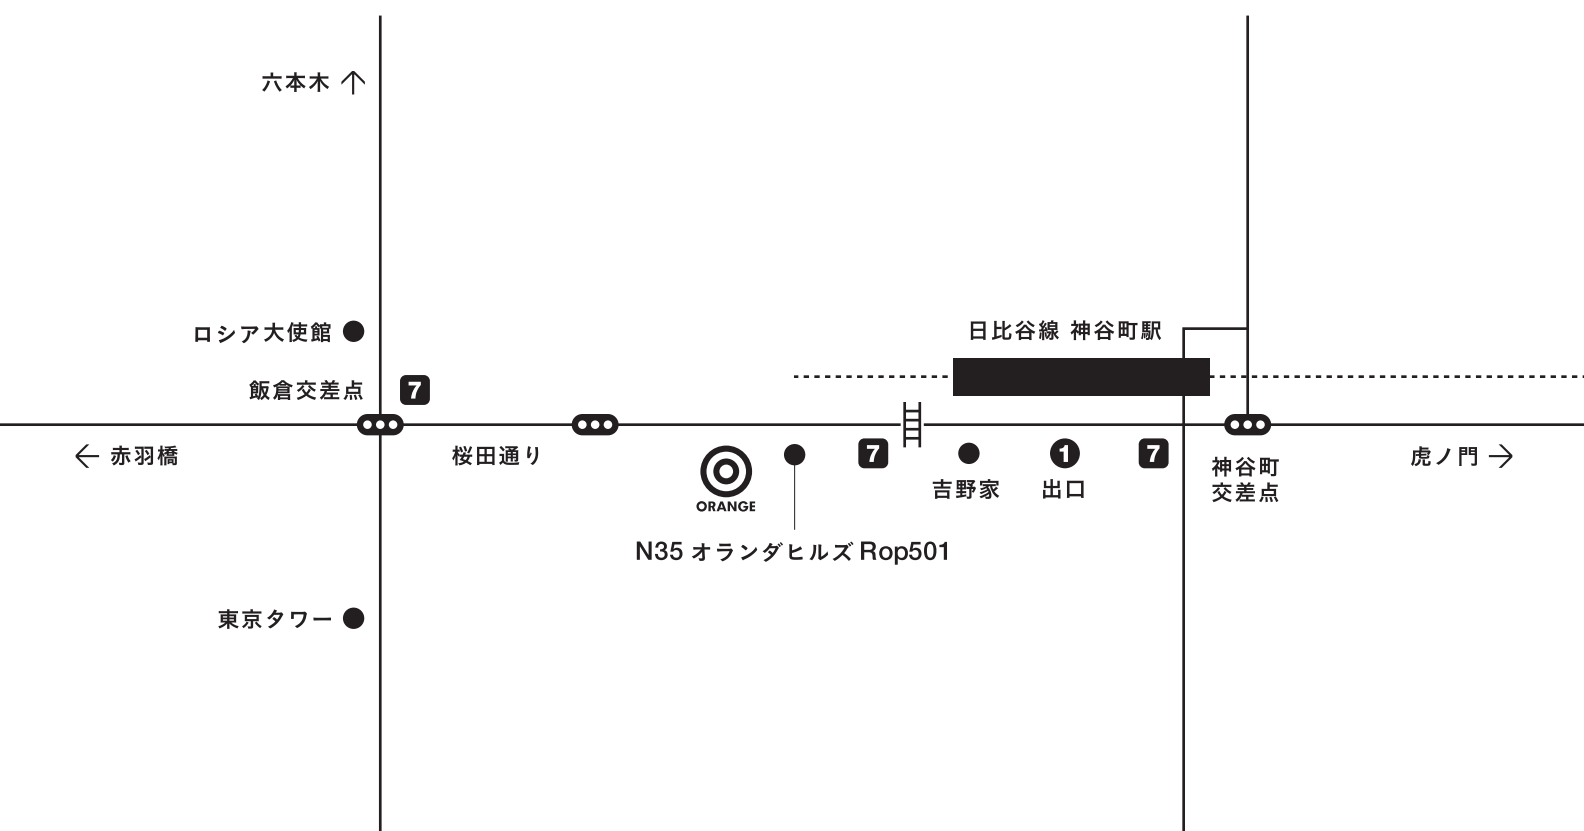 六本木
ロシア大使館
日比谷線 神谷町駅
飯倉交差点
7
赤羽橋
桜田通り
ORANGE
7
吉野家
1
出口
7
神谷町
交差点
虎ノ門
N35 オランダヒルズ Rop501
東京タワー